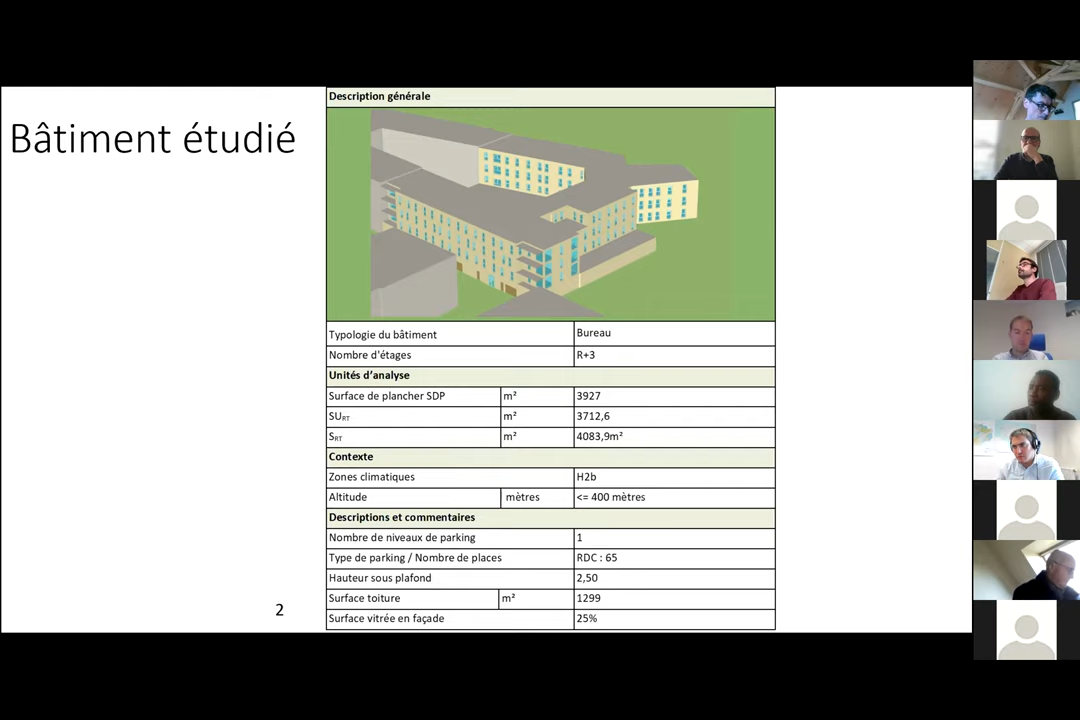 Bâtiment étudié
Description générale
Typologie du bâtiment Bureau
Nombre d'étages R+3
Unités d'analyse
Surface de plancher SDP m² 3927
SURT m² 3712,6
SRT m² 4083,9m²
Contexte
Zones climatiques H2b
Altitude mètres <= 400 mètres
Descriptions et commentaires
Nombre de niveaux de parking 1
Type de parking / Nombre de places RDC : 65
Hauteur sous plafond 2,50
Surface toiture m² 1299
Surface vitrée en façade 25%
2